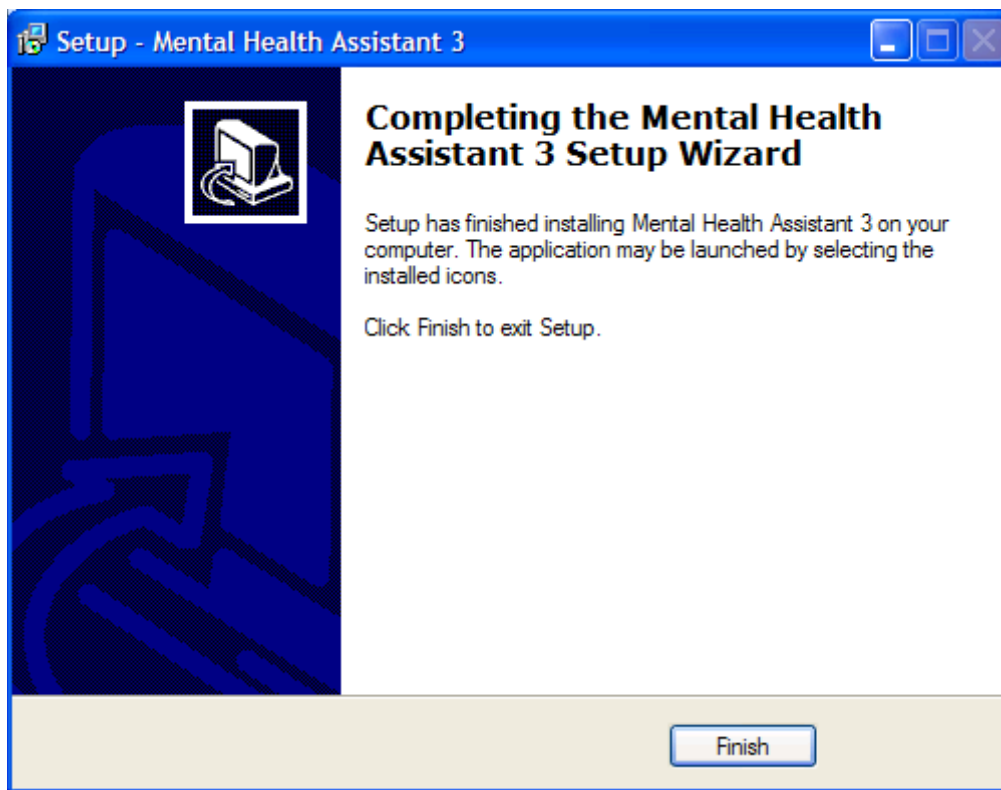 Setup - Mental Health Assistant 3
Completing the Mental Health
Assistant 3 Setup Wizard
Setup has finished installing Mental Health Assistant 3 on your
computer. The application may be launched by selecting the
installed icons.
Click Finish to exit Setup.
Finish